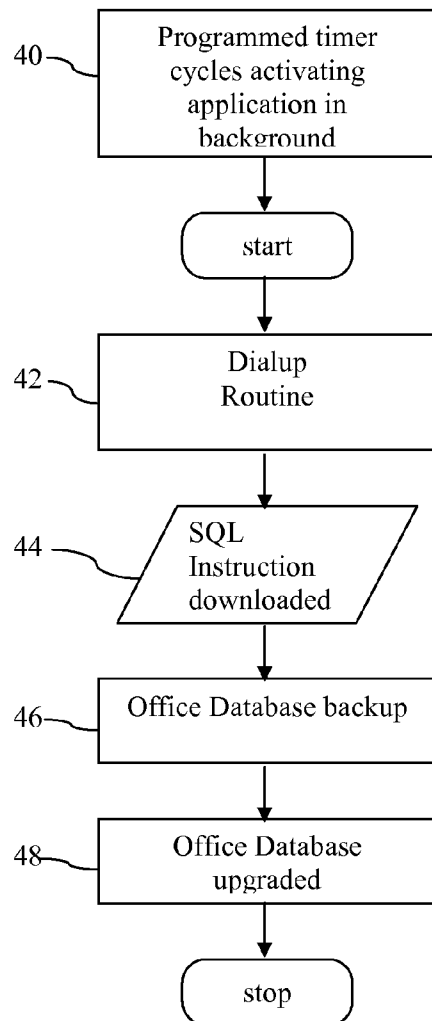 40
Programmed timer
cycles activating
application in
background
start
42
Dialup
Routine
44
SQL
Instruction
downloaded
46
Office Database backup
48
Office Database
upgraded
stop